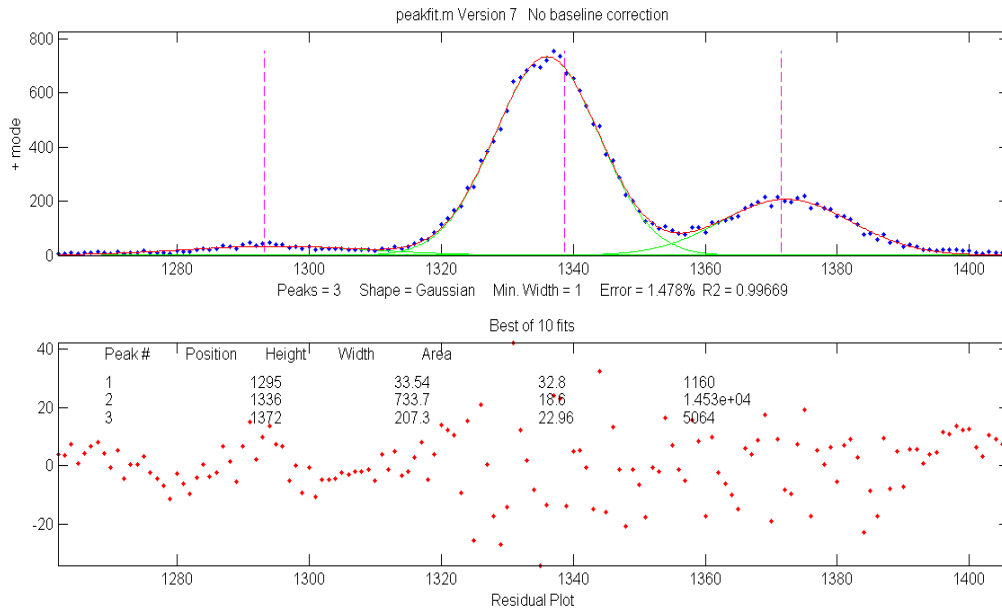 peakfit.m Version 7 No baseline correction
800
600
400
200
0
+ mode
1280 1300 1320 1340 1360 1380 1400
Peaks = 3 Shape = Gaussian Min. Width = 1 Error = 1.478% R2 = 0.99669
Best of 10 fits
40
20
0
-20
Peak # Position Height Width Area
1 1295 33.54 32.8 1160
2 1336 733.7 18.6 1.453e+04
3 1372 207.3 22.96 5064
1280 1300 1320 1340 1360 1380 1400
Residual Plot